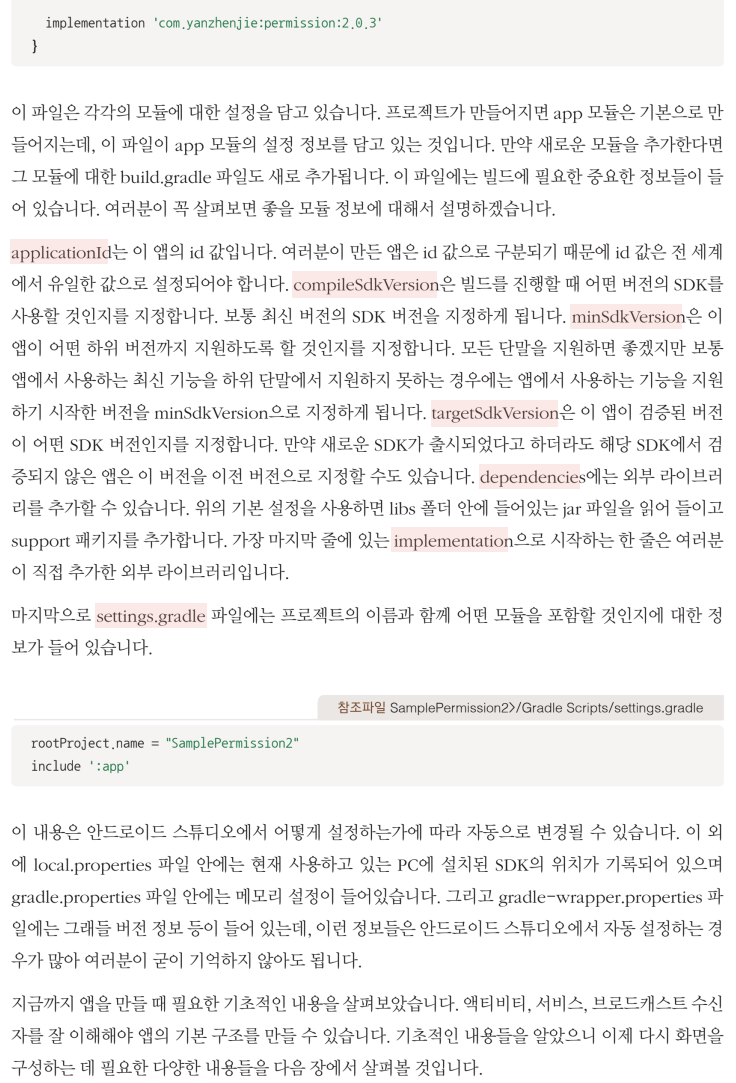 implementation 'com.yanzhenjie:permission:2.0.3'
}
이 파일은 각각의 모듈에 대한 설정을 담고 있습니다. 프로젝트가 만들어지면 app 모듈은 기본으로 만
들어지는데, 이 파일이 app 모듈의 설정 정보를 담고 있는 것입니다. 만약 새로운 모듈을 추가한다면
그 모듈에 대한 build.gradle 파일도 새로 추가됩니다. 이 파일에는 빌드에 필요한 중요한 정보들이 들
어 있습니다. 여러분이 꼭 살펴보면 좋을 모듈 정보에 대해서 설명하겠습니다.
applicationId는 이 앱의 id 값입니다. 여러분이 만든 앱은 id 값으로 구분되기 때문에 id 값은 전 세계
에서 유일한 값으로 설정되어야 합니다. compileSdkVersion은 빌드를 진행할 때 어떤 버전의 SDK를
사용할 것인지를 지정합니다. 보통 최신 버전의 SDK 버전을 지정하게 됩니다. minSdkVersion은 이
앱이 어떤 하위 버전까지 지원하도록 할 것인지를 지정합니다. 모든 단말을 지원하면 좋겠지만 보통
앱에서 사용하는 최신 기능을 하위 단말에서 지원하지 못하는 경우에는 앱에서 사용하는 기능을 지원
하기 시작한 버전을 minSdkVersion으로 지정하게 됩니다. targetSdkVersion은 이 앱이 검증된 버전
이 어떤 SDK 버전인지를 지정합니다. 만약 새로운 SDK가 출시되었다고 하더라도 해당 SDK에서 검
증되지 않은 앱은 이 버전을 이전 버전으로 지정할 수도 있습니다. dependencies에는 외부 라이브러
리를 추가할 수 있습니다. 위의 기본 설정을 사용하면 libs 폴더 안에 들어있는 jar 파일을 읽어 들이고
support 패키지를 추가합니다. 가장 마지막 줄에 있는 implementation으로 시작하는 한 줄은 여러분
이 직접 추가한 외부 라이브러리입니다.
마지막으로 settings.gradle 파일에는 프로젝트의 이름과 함께 어떤 모듈을 포함할 것인지에 대한 정
보가 들어 있습니다.
참조파일 SamplePermission2>/Gradle Scripts/settings.gradle
rootProject.name = "SamplePermission2"
include ':app'
이 내용은 안드로이드 스튜디오에서 어떻게 설정하는가에 따라 자동으로 변경될 수 있습니다. 이 외
에 local.properties 파일 안에는 현재 사용하고 있는 PC에 설치된 SDK의 위치가 기록되어 있으며
gradle.properties 파일 안에는 메모리 설정이 들어있습니다. 그리고 gradle-wrapper.properties 파
일에는 그래들 버전 정보 등이 들어 있는데, 이런 정보들은 안드로이드 스튜디오에서 자동 설정하는 경
우가 많아 여러분이 굳이 기억하지 않아도 됩니다.
지금까지 앱을 만들 때 필요한 기초적인 내용을 살펴보았습니다. 액티비티, 서비스, 브로드캐스트 수신
자를 잘 이해해야 앱의 기본 구조를 만들 수 있습니다. 기초적인 내용들을 알았으니 이제 다시 화면을
구성하는 데 필요한 다양한 내용들을 다음 장에서 살펴볼 것입니다.